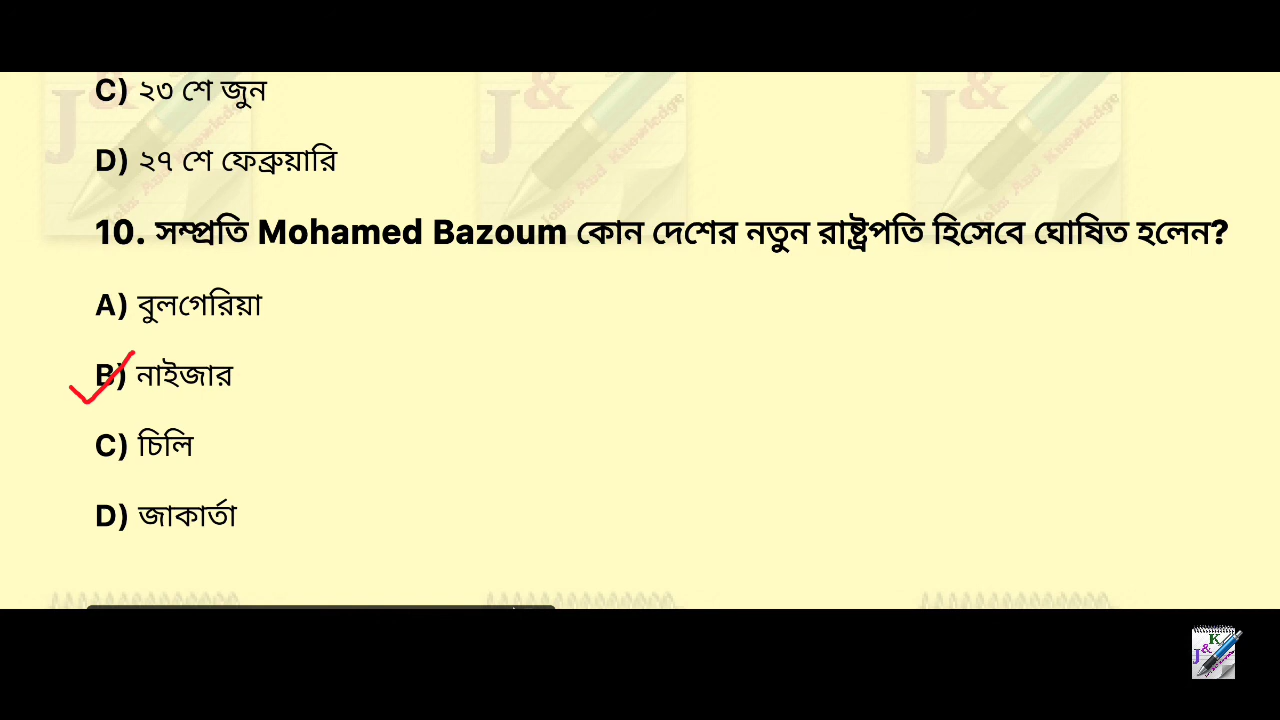 C) ২৩ শে জুন
D) ২৭ শে ফেব্রুয়ারি
10. সম্প্রতি Mohamed Bazoum কোন দেশের নতুন রাষ্ট্রপতি হিসেবে ঘোষিত হলেন?
A) বুলগেরিয়া
B) নাইজার
C) চিলি
D) জাকার্তা